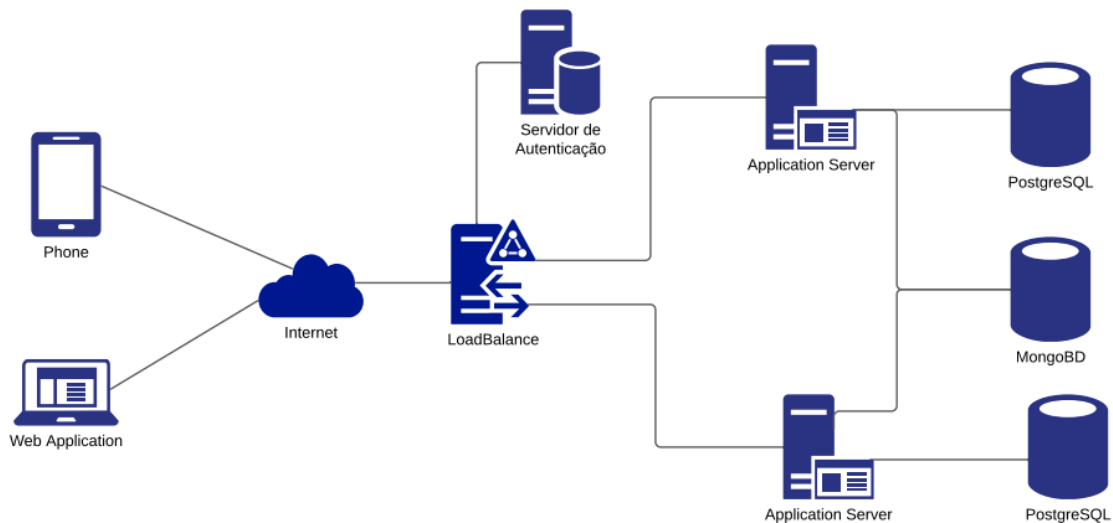 Servidor de
Autenticação
Application Server
PostgreSQL
Phone
Internet
LoadBalance
MongoBD
Web Application
Application Server
PostgreSQL